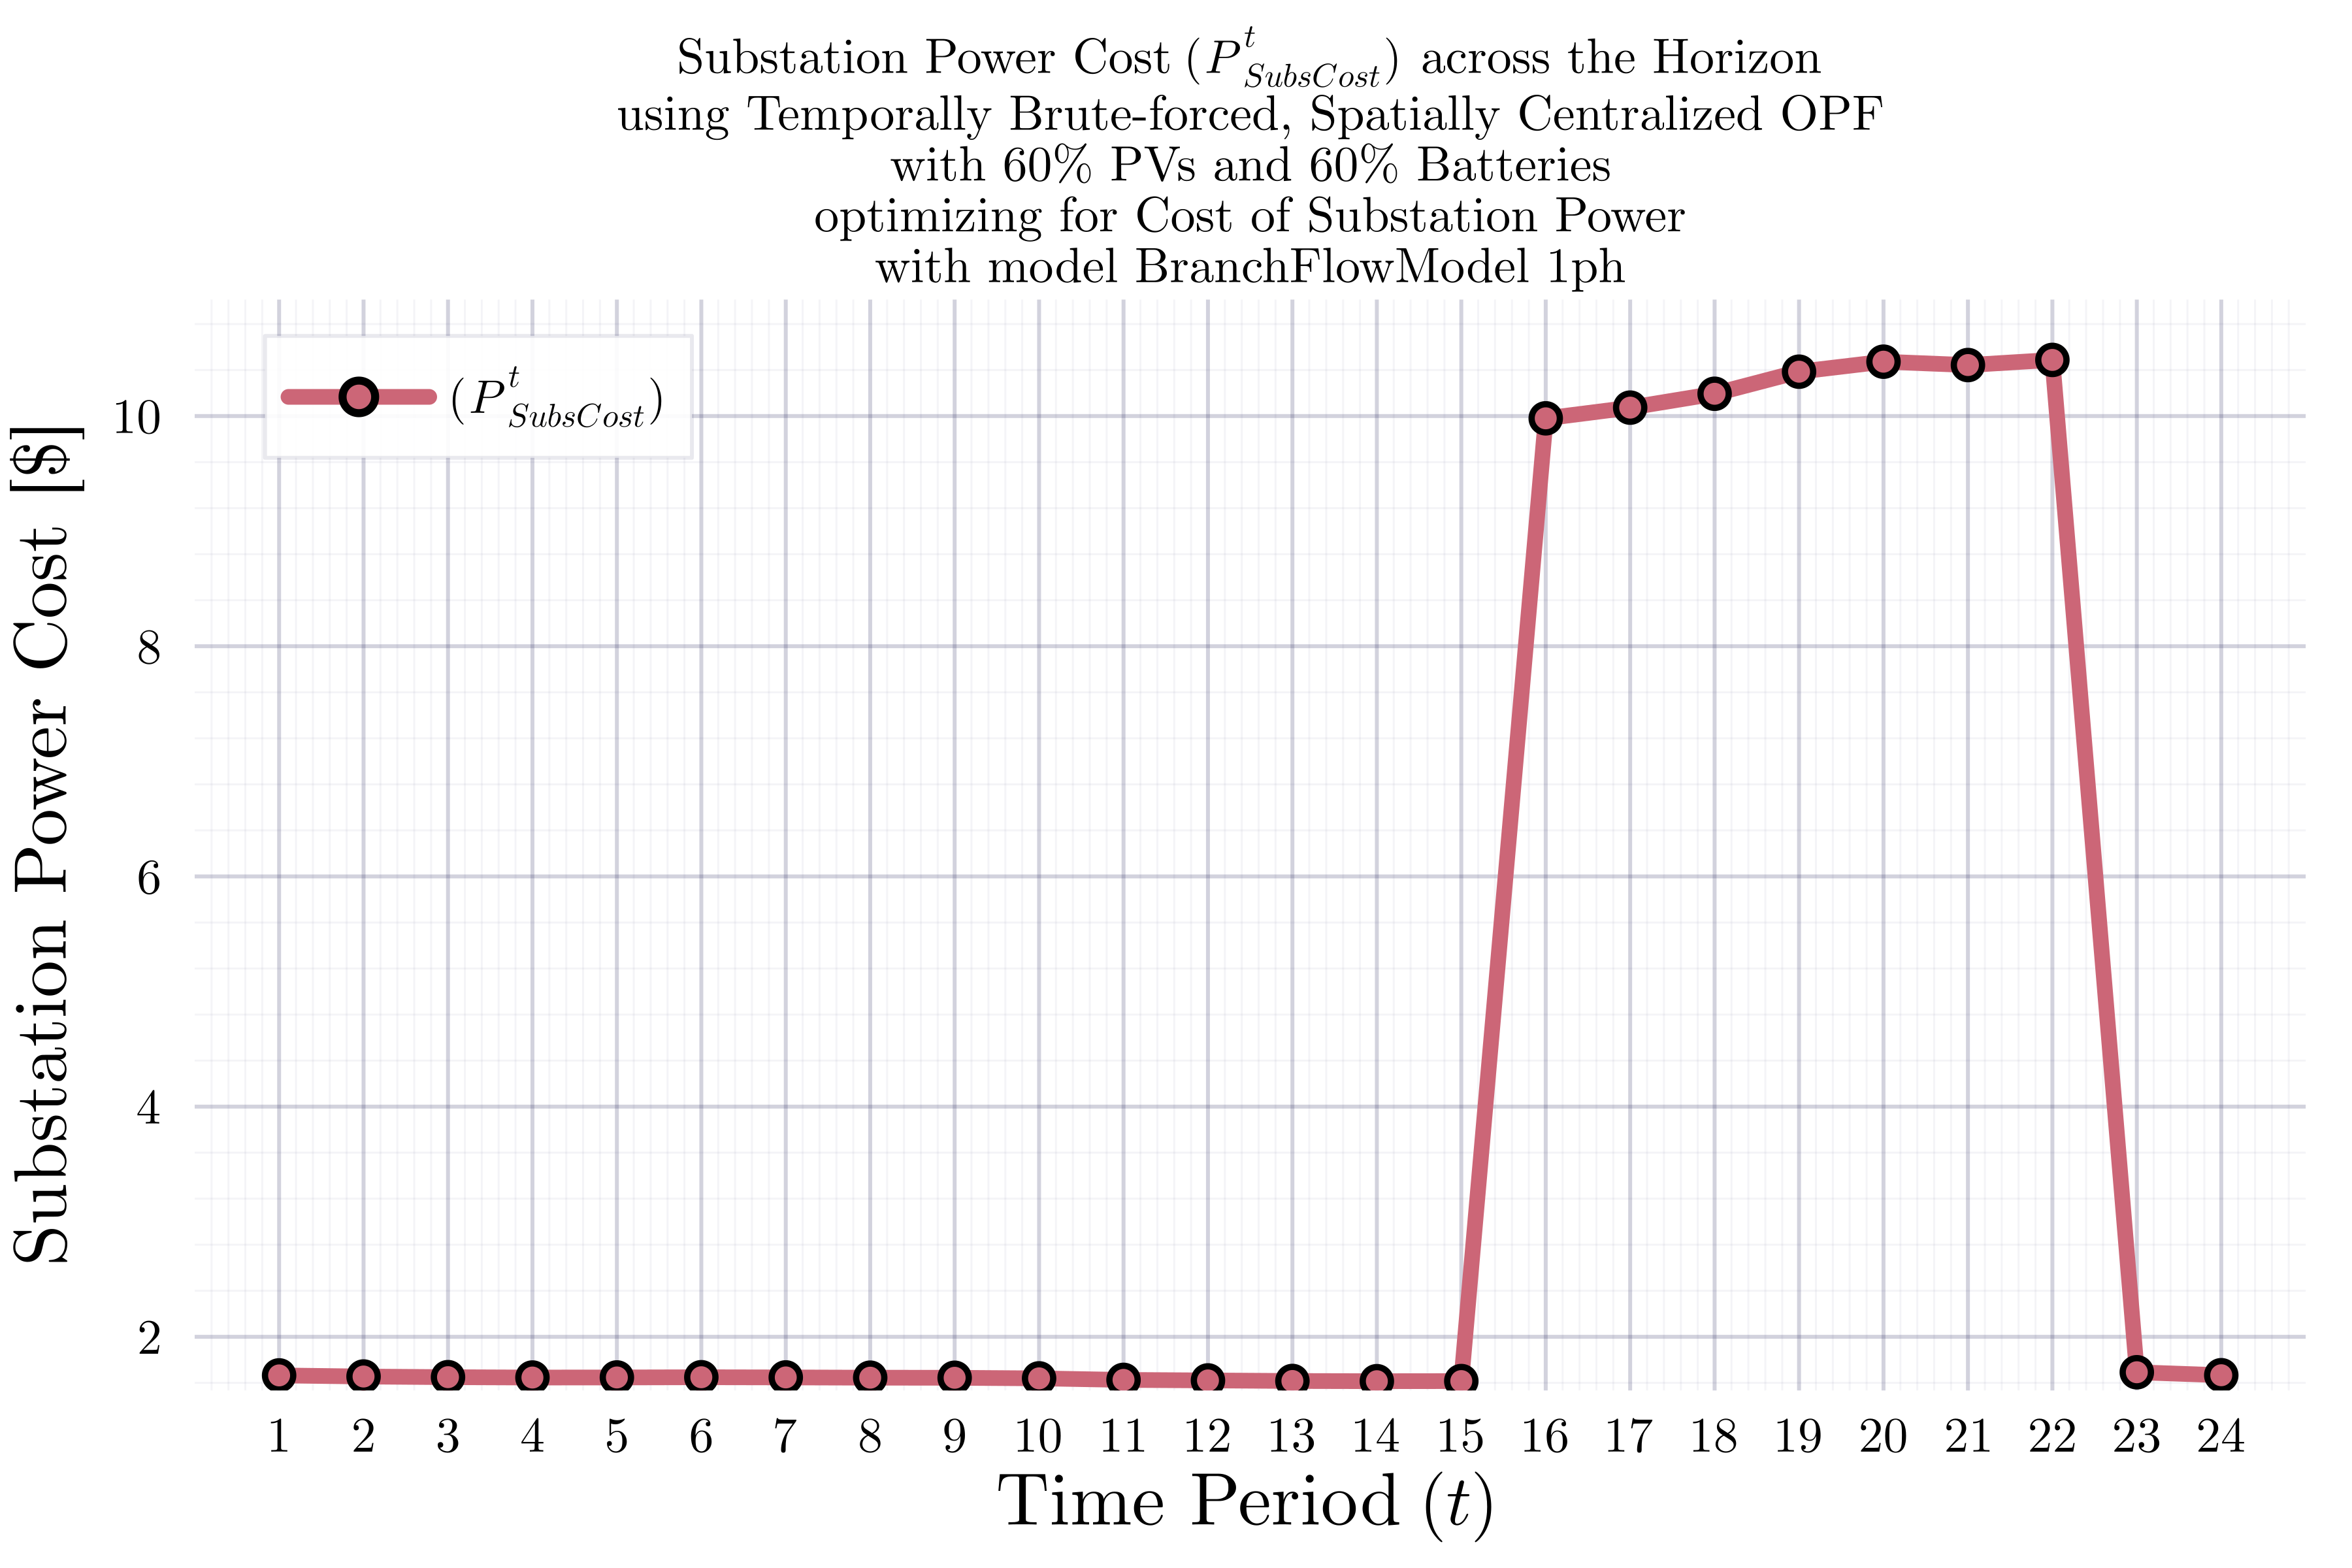 Substation Power Cost (P^t_SubsCost) across the Horizon
using Temporally Brute-forced, Spatially Centralized OPF
with 60% PVs and 60% Batteries
optimizing for Cost of Substation Power
with model BranchFlowModel 1ph
(P^t_SubsCost)
Substation Power Cost [$]
10
8
6
4
2
1 2 3 4 5 6 7 8 9 10 11 12 13 14 15 16 17 18 19 20 21 22 23 24
Time Period (t)